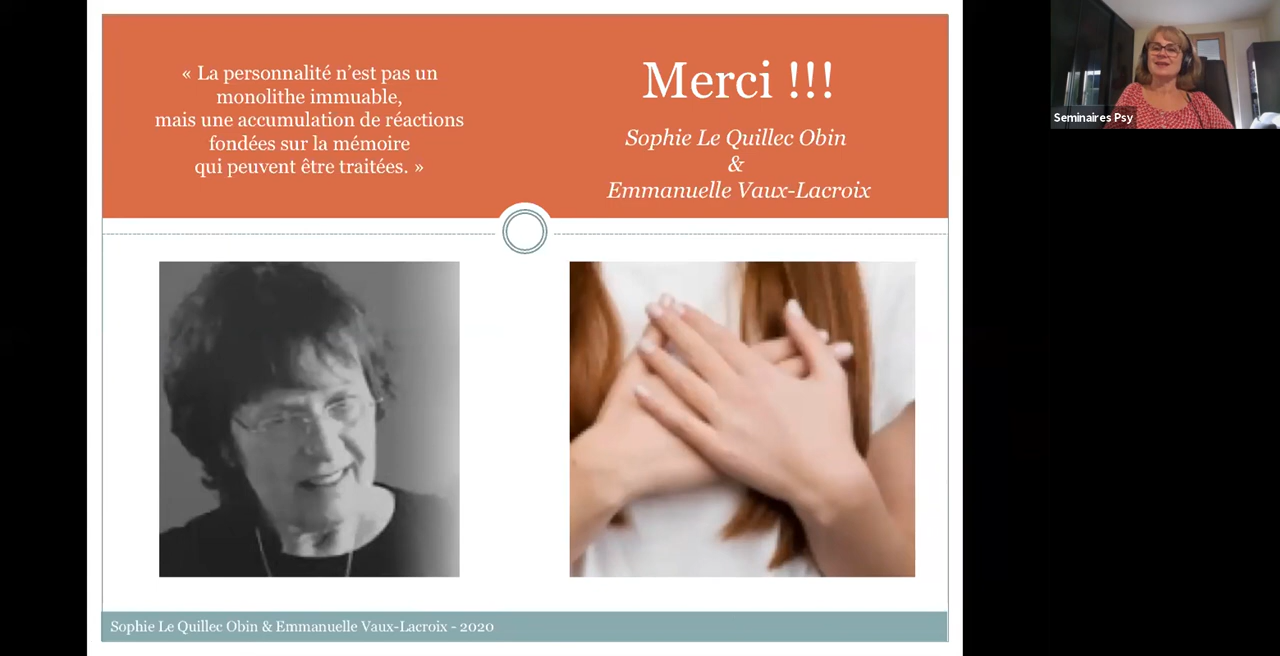 « La personnalité n’est pas un
monolithe immuable,
mais une accumulation de réactions
fondées sur la mémoire
qui peuvent être traitées. »
Merci !!!
Sophie Le Quillec Obin
&
Emmanuelle Vaux-Lacroix
Seminaires Psy
Sophie Le Quillec Obin & Emmanuelle Vaux-Lacroix - 2020